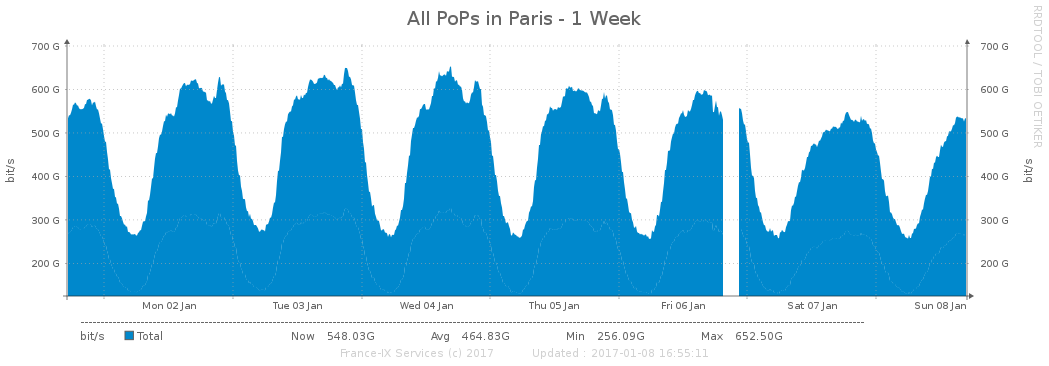 All PoPs in Paris - 1 Week
RRDTOOL / TOBI OETIKER
700 G 700 G
600 G 600 G
500 G 500 G
400 G 400 G
300 G 300 G
200 G 200 G
bit/s
bit/s
Mon 02 Jan Tue 03 Jan Wed 04 Jan Thu 05 Jan Fri 06 Jan Sat 07 Jan Sun 08 Jan
bit/s Total Now 548.03G Avg 464.83G Min 256.09G Max 652.50G
France-IX Services (c) 2017 Updated : 2017-01-08 16:55:11